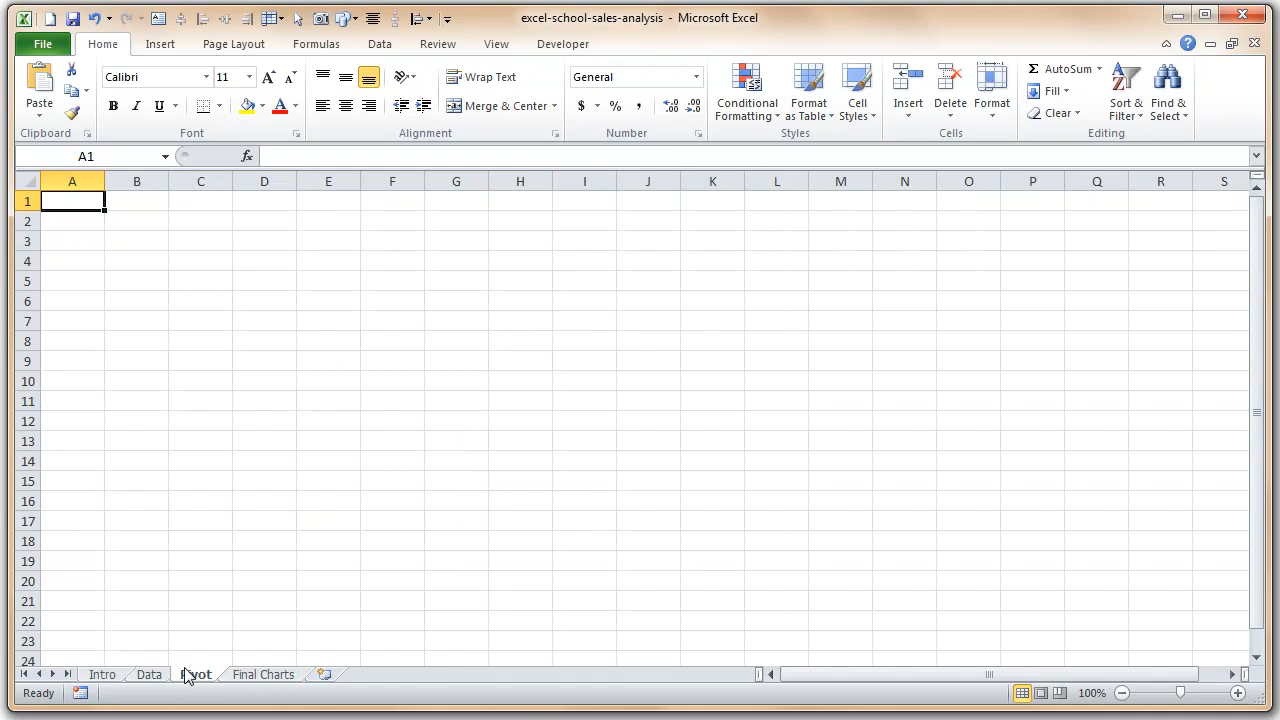 excel-school-sales-analysis - Microsoft Excel
File Home Insert Page Layout Formulas Data Review View Developer
Paste
Calibri 11
B I U A
Wrap Text
Merge & Center
General
$ % ,
Conditional Formatting
Format as Table
Cell Styles
Insert Delete Format
Σ AutoSum
Fill
Clear
Sort & Filter
Find & Select
Clipboard Font Alignment Number Styles Cells Editing
A1 fx
A B C D E F G H I J K L M N O P Q R S
1
2
3
4
5
6
7
8
9
10
11
12
13
14
15
16
17
18
19
20
21
22
23
24
Intro Data Pivot Final Charts
Ready 100%